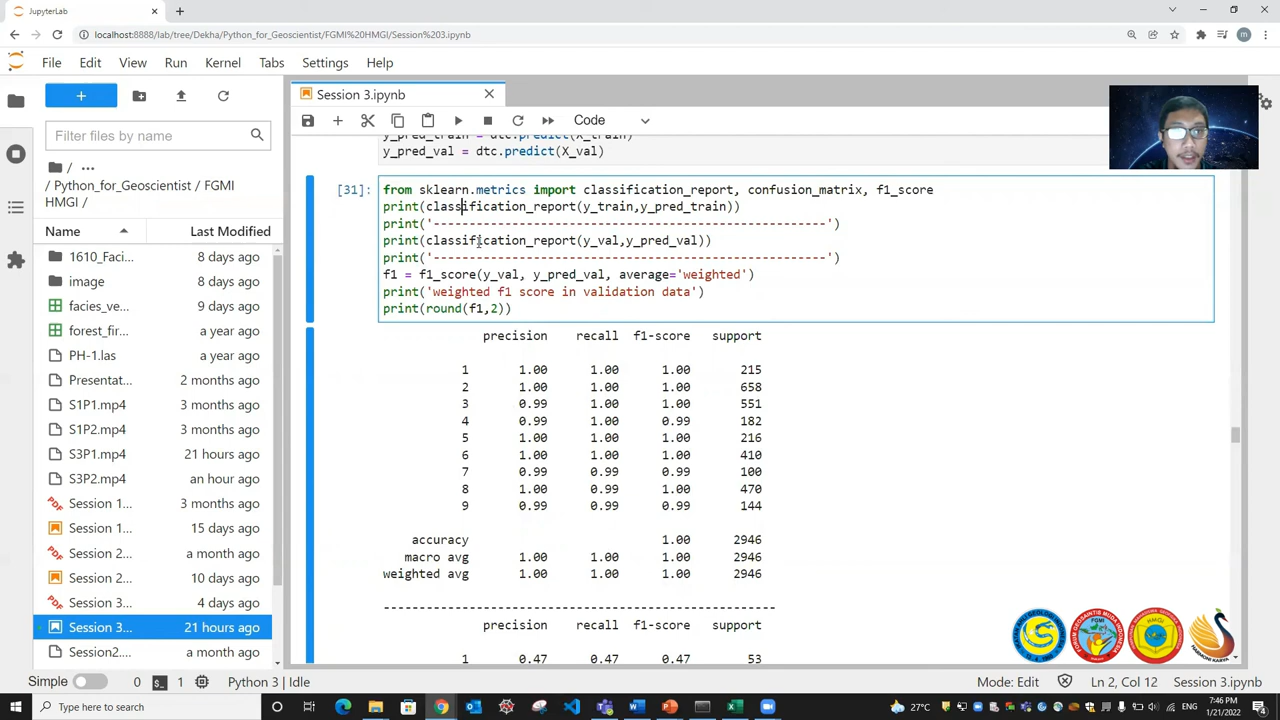 JupyterLab
localhost:8888/lab/tree/Dekha/Python_for_Geoscientist/FGMI%20HMGI/Session%203.ipynb
File Edit View Run Kernel Tabs Settings Help
Session 3.ipynb
Code
Filter files by name
/ ···
/ Python_for_Geoscientist / FGMI
HMGI /
Name Last Modified
1610_Faci... 8 days ago
image 8 days ago
facies_ve... 9 days ago
forest_fir... a year ago
PH-1.las a year ago
Presentat... 2 months ago
S1P1.mp4 3 months ago
S1P2.mp4 3 months ago
S3P1.mp4 21 hours ago
S3P2.mp4 an hour ago
Session 1... 3 months ago
Session 1... 15 days ago
Session 2... a month ago
Session 2... 10 days ago
Session 3... 4 days ago
Session 3... 21 hours ago
Session2.... a month ago
y_pred_train = dtc.predict(X_train)
y_pred_val = dtc.predict(X_val)
[31]: from sklearn.metrics import classification_report, confusion_matrix, f1_score
print(classification_report(y_train,y_pred_train))
print('-------------------------------------------------------')
print(classification_report(y_val,y_pred_val))
print('-------------------------------------------------------')
f1 = f1_score(y_val, y_pred_val, average='weighted')
print('weighted f1 score in validation data')
print(round(f1,2))
precision recall f1-score support
1 1.00 1.00 1.00 215
2 1.00 1.00 1.00 658
3 0.99 1.00 1.00 551
4 0.99 1.00 0.99 182
5 1.00 1.00 1.00 216
6 1.00 1.00 1.00 410
7 0.99 0.99 0.99 100
8 1.00 0.99 1.00 470
9 0.99 0.99 0.99 144
accuracy 1.00 2946
macro avg 1.00 1.00 1.00 2946
weighted avg 1.00 1.00 1.00 2946
-------------------------------------------------------
precision recall f1-score support
1 0.47 0.47 0.47 53
FGMI
HMGI
HARMONI KARYA
Simple 0 1 Python 3 | Idle Mode: Edit Ln 2, Col 12 Session 3.ipynb
Type here to search
27°C
7:46 PM
1/21/2022